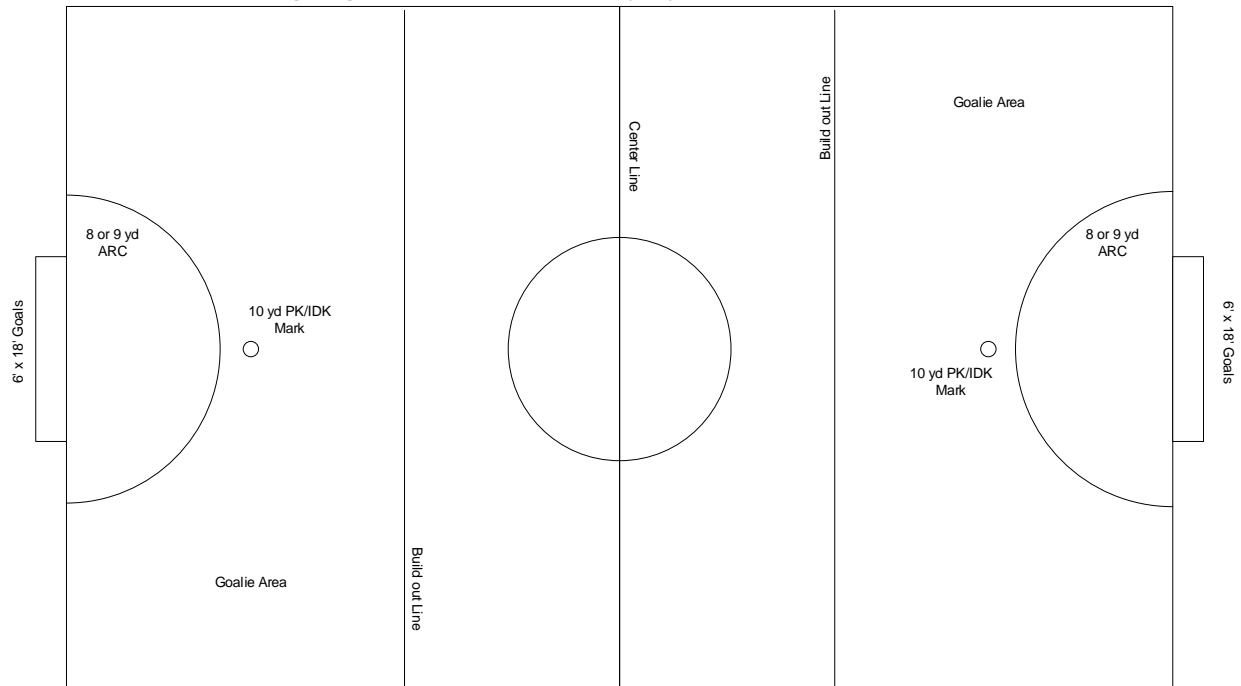 Build out Line
Goalie Area
Center Line
8 or 9 yd
ARC
8 or 9 yd
ARC
6' x 18' Goals
10 yd PK/IDK
Mark
6' x 18' Goals
10 yd PK/IDK
Mark
Build out Line
Goalie Area